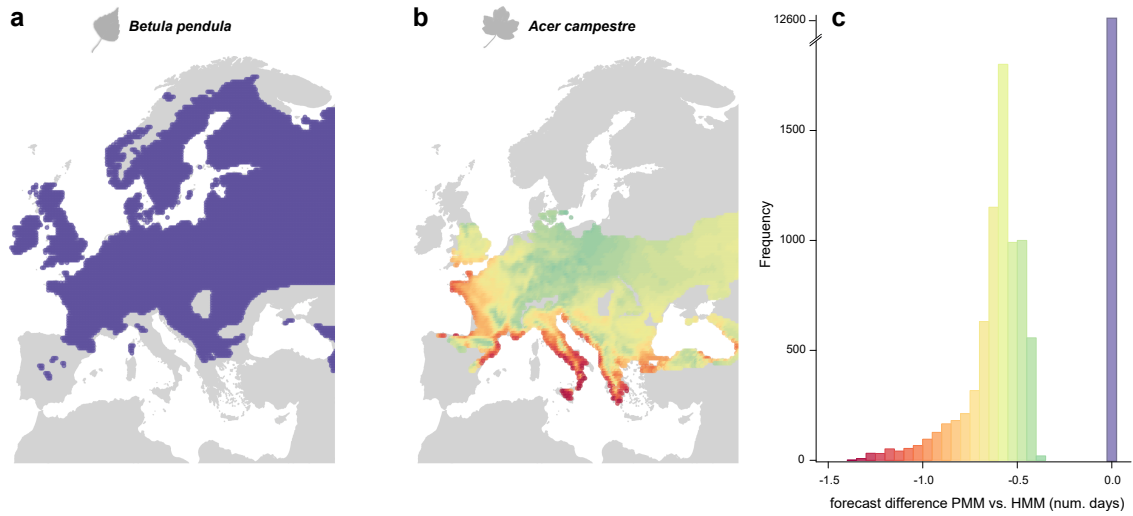 a
Betula pendula
b
Acer campestre
c
12600
1500
1000
500
0
Frequency
-1.5
-1.0
-0.5
0.0
forecast difference PMM vs. HMM (num. days)